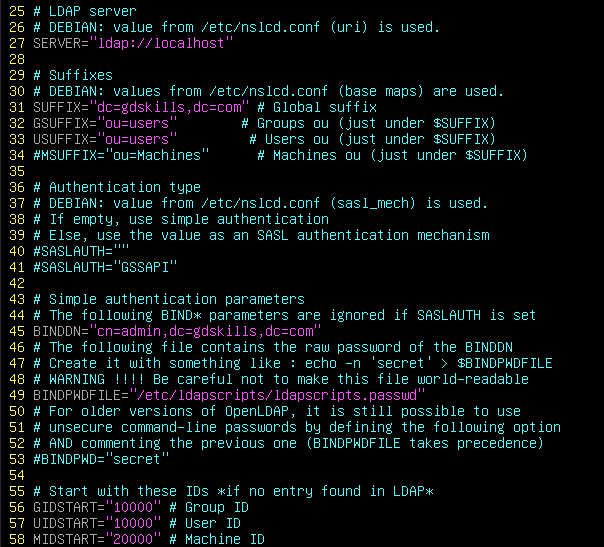 25 # LDAP server
26 # DEBIAN: value from /etc/nslcd.conf (uri) is used.
27 SERVER="ldap://localhost"
28
29 # Suffixes
30 # DEBIAN: values from /etc/nslcd.conf (base maps) are used.
31 SUFFIX="dc=gdskills,dc=com" # Global suffix
32 GSUFFIX="ou=users"        # Groups ou (just under $SUFFIX)
33 USUFFIX="ou=users"         # Users ou (just under $SUFFIX)
34 #MSUFFIX="ou=Machines"      # Machines ou (just under $SUFFIX)
35
36 # Authentication type
37 # DEBIAN: value from /etc/nslcd.conf (sasl_mech) is used.
38 # If empty, use simple authentication
39 # Else, use the value as an SASL authentication mechanism
40 #SASLAUTH=""
41 #SASLAUTH="GSSAPI"
42
43 # Simple authentication parameters
44 # The following BIND* parameters are ignored if SASLAUTH is set
45 BINDDN="cn=admin,dc=gdskills,dc=com"
46 # The following file contains the raw password of the BINDDN
47 # Create it with something like : echo -n 'secret' > $BINDPWDFILE
48 # WARNING !!!! Be careful not to make this file world-readable
49 BINDPWDFILE="/etc/ldapscripts/ldapscripts.passwd"
50 # For older versions of OpenLDAP, it is still possible to use
51 # unsecure command-line passwords by defining the following option
52 # AND commenting the previous one (BINDPWDFILE takes precedence)
53 #BINDPWD="secret"
54
55 # Start with these IDs *if no entry found in LDAP*
56 GIDSTART="10000" # Group ID
57 UIDSTART="10000" # User ID
58 MIDSTART="20000" # Machine ID